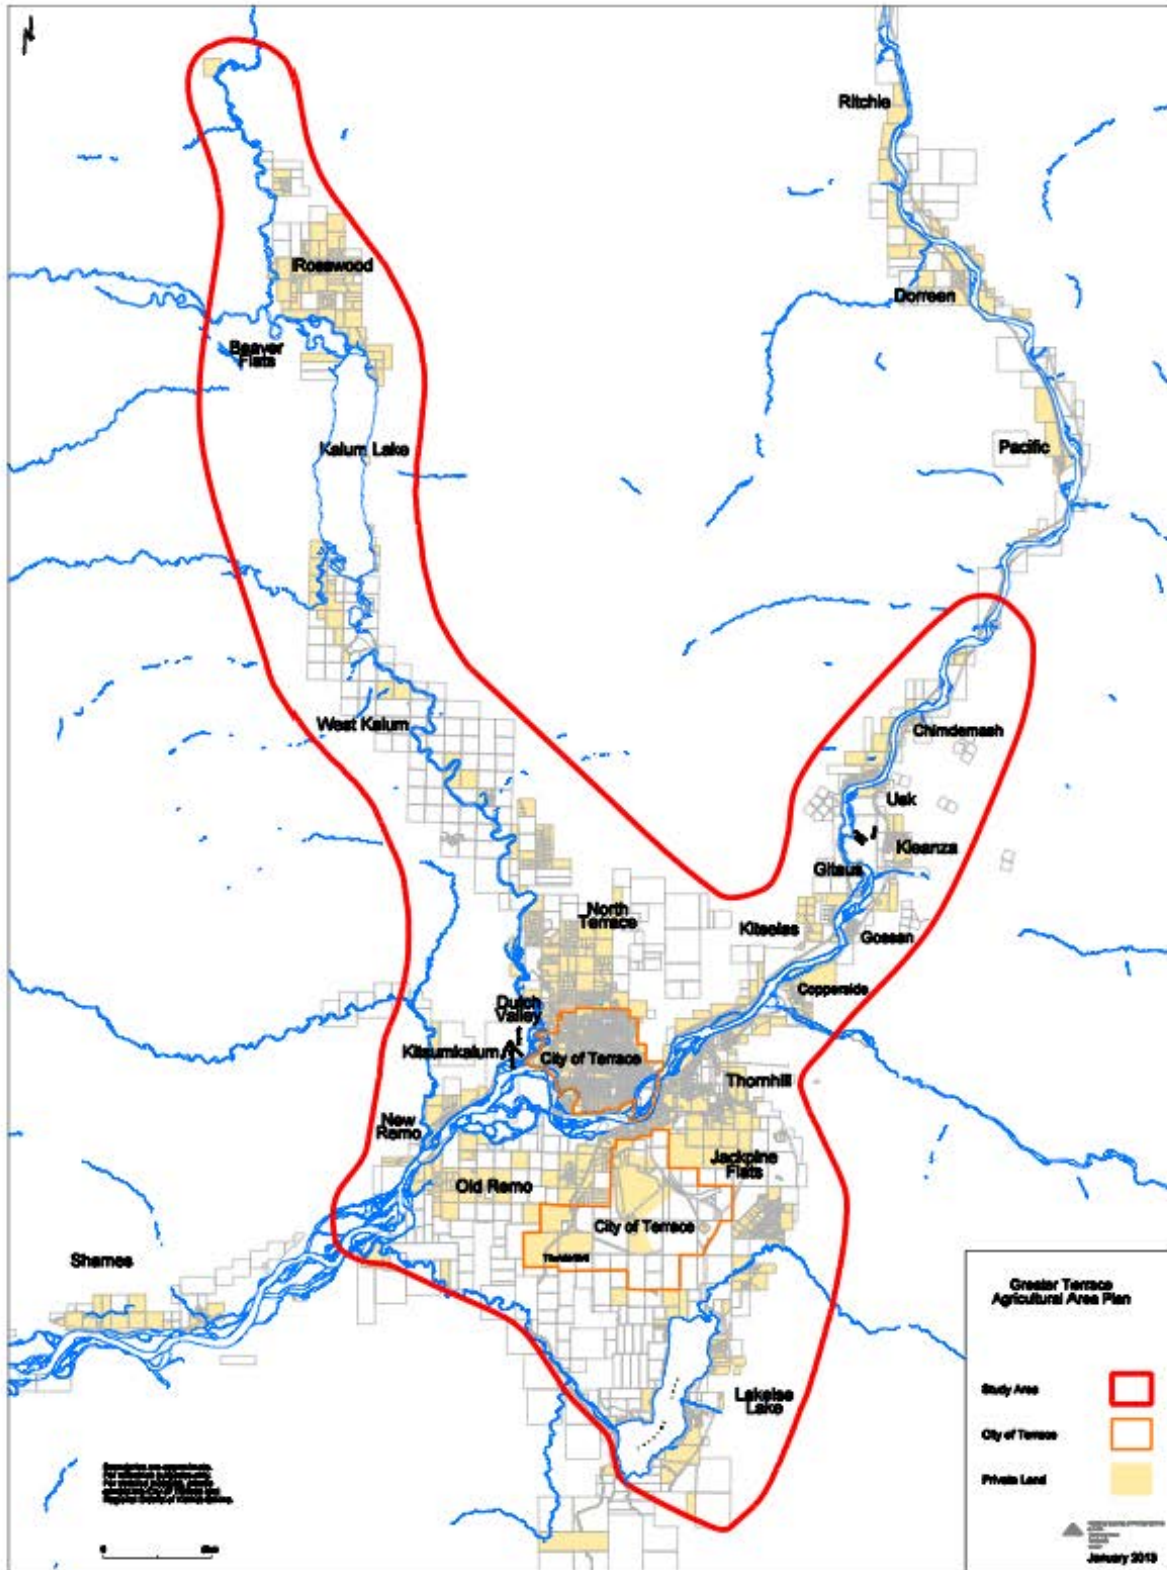 Ritchie
Rosswood
Dorreen
Beaver
Flats
Kalum Lake
Pacific
West Kalum
Chimdemash
Usk
Kleanza
Gitaus
North
Terrace
Kitselas
Gossan
Copperside
Dutch
Valley
Kitsumkalum
City of Terrace
Thornhill
New
Remo
Jackpine
Flats
Old Remo
City of Terrace
Shames
Lakelse
Lake
Greater Terrace
Agricultural Area Plan
Study Area
City of Terrace
Private Land
January 2013